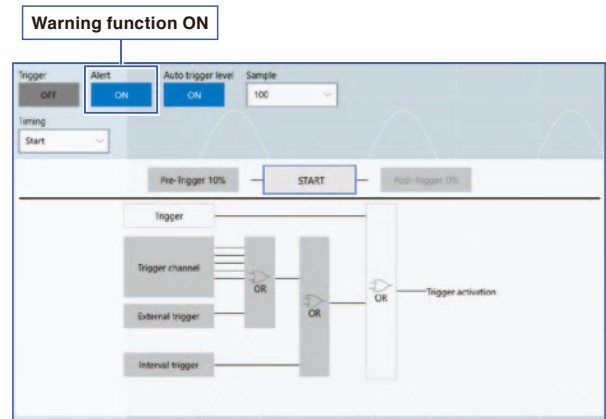 Warning function ON
Trigger Alert Auto trigger level Sample
OFF ON ON 100
Timing
Start
Pre-Trigger 10% START Post-Trigger 0%
Trigger
Trigger channel
OR
External trigger
OR
OR
Trigger activation
Interval trigger